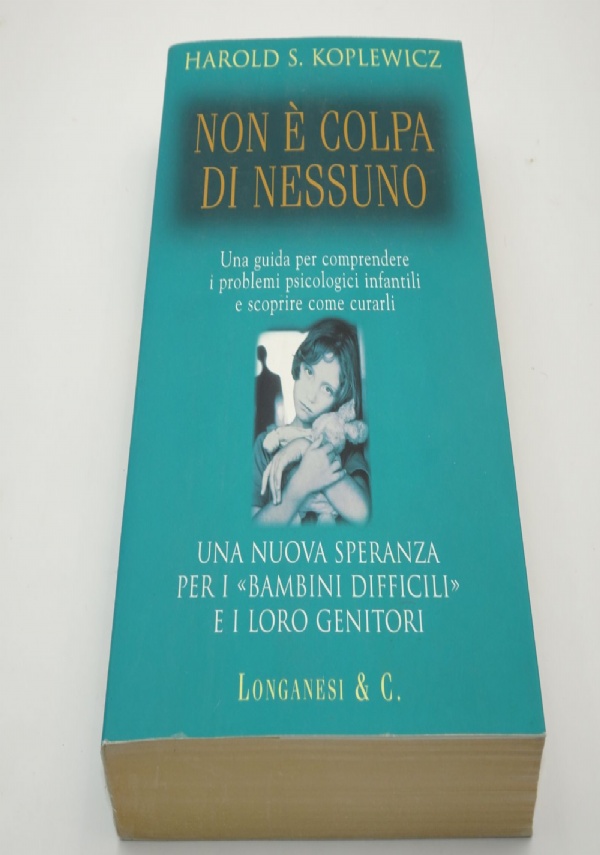 HAROLD S. KOPLEWICZ
NON È COLPA
DI NESSUNO
Una guida per comprendere
i problemi psicologici infantili
e scoprire come curarli
UNA NUOVA SPERANZA
PER I «BAMBINI DIFFICILI»
E I LORO GENITORI
LONGANESI & C.